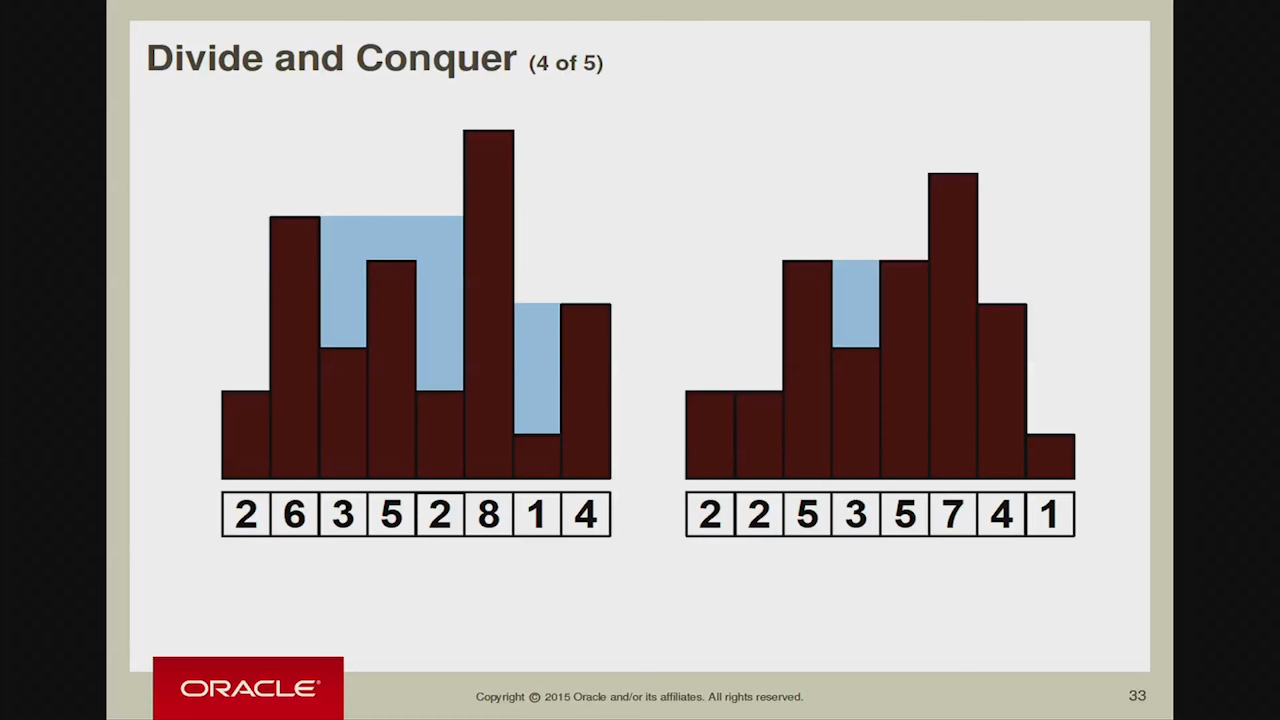 Divide and Conquer (4 of 5)
2 6 3 5 2 8 1 4
2 2 5 3 5 7 4 1
ORACLE®
Copyright © 2015 Oracle and/or its affiliates. All rights reserved.
33